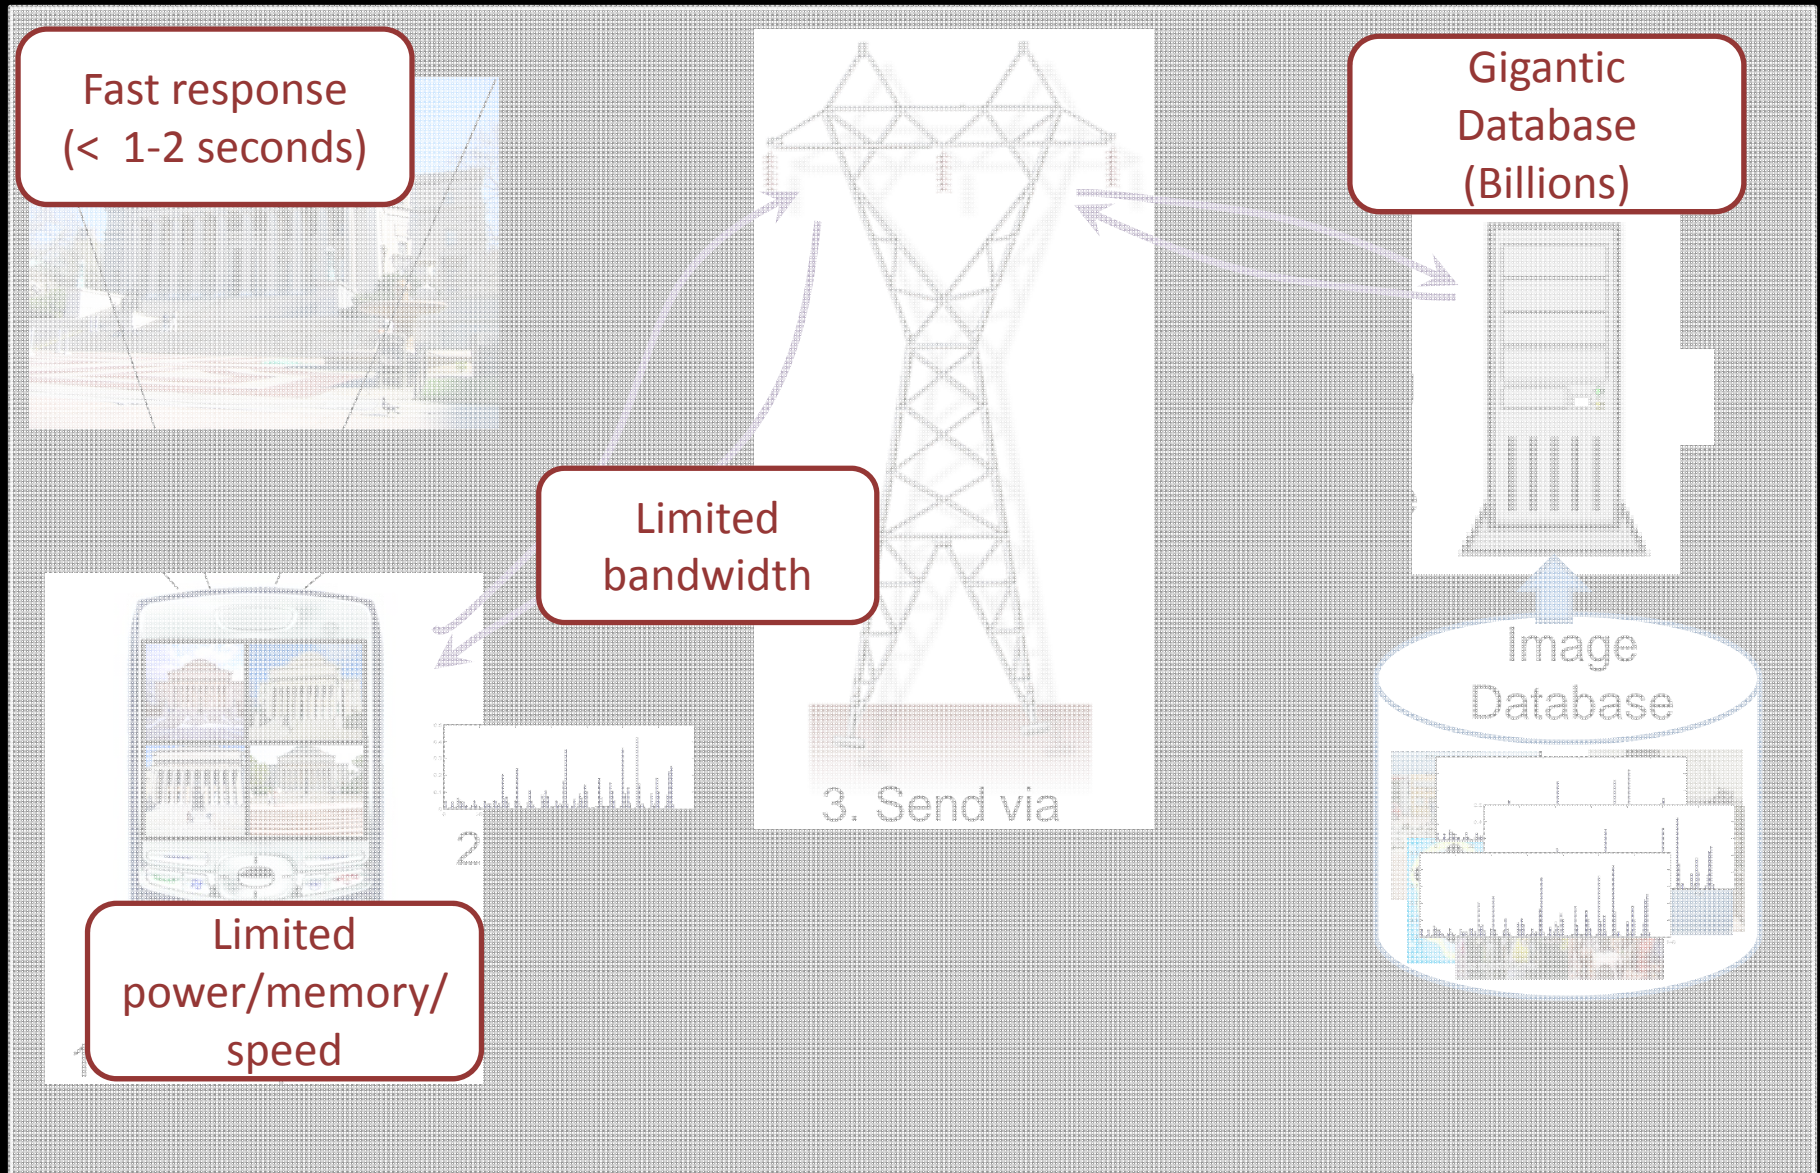 Fast response
(< 1-2 seconds)
Gigantic
Database
(Billions)
Limited
bandwidth
Image
Database
3. Send via
2
Limited
power/memory/
speed
1